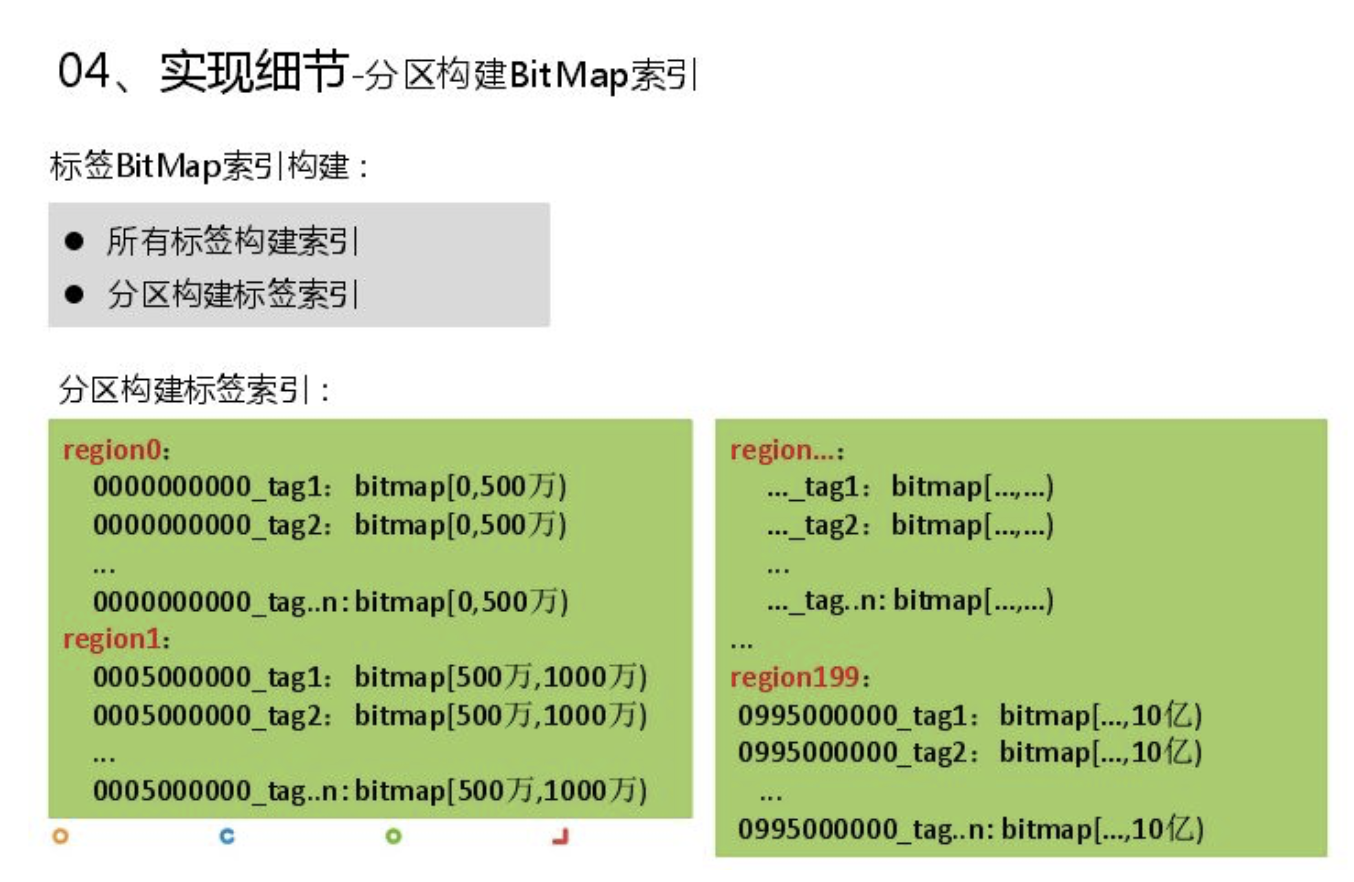 04、实现细节-分区构建BitMap索引
标签BitMap索引构建：
● 所有标签构建索引
● 分区构建标签索引
分区构建标签索引：
region0：
0000000000_tag1： bitmap[0,500万)
0000000000_tag2： bitmap[0,500万)
...
0000000000_tag..n: bitmap[0,500万)
region1：
0005000000_tag1： bitmap[500万,1000万)
0005000000_tag2： bitmap[500万,1000万)
...
0005000000_tag..n: bitmap[500万,1000万)
region...：
..._tag1： bitmap[...,...)
..._tag2： bitmap[...,...)
...
..._tag..n: bitmap[...,...)
...
region199：
0995000000_tag1： bitmap[...,10亿)
0995000000_tag2： bitmap[...,10亿)
...
0995000000_tag..n: bitmap[...,10亿)